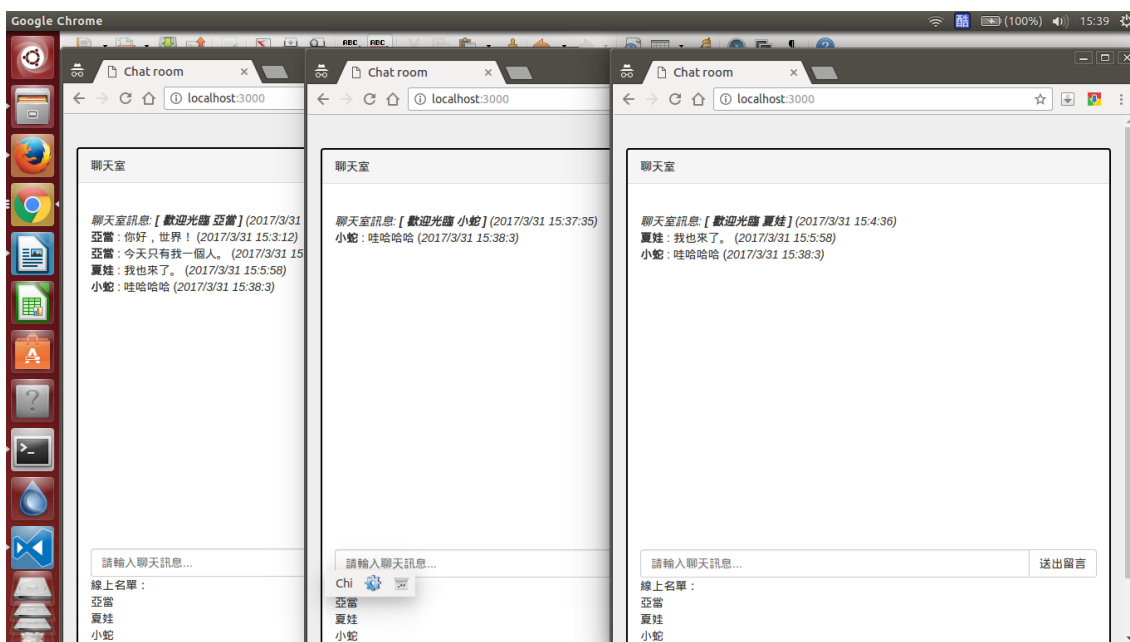 Google Chrome
酷
(100%)
15:39
ABC
ABC
Chat room
localhost:3000
聊天室
聊天室訊息: [ 歡迎光臨 亞當 ] (2017/3/31
亞當 : 你好，世界！ (2017/3/31 15:3:12)
亞當 : 今天只有我一個人。 (2017/3/31 15
夏娃 : 我也來了。 (2017/3/31 15:5:58)
小蛇 : 哇哈哈哈 (2017/3/31 15:38:3)
請輸入聊天訊息...
線上名單：
亞當
夏娃
小蛇
Chat room
localhost:3000
聊天室
聊天室訊息: [ 歡迎光臨 小蛇 ] (2017/3/31 15:37:35)
小蛇 : 哇哈哈哈 (2017/3/31 15:38:3)
請輸入聊天訊息...
Chi
亞當
夏娃
小蛇
Chat room
localhost:3000
聊天室
聊天室訊息: [ 歡迎光臨 夏娃 ] (2017/3/31 15:4:36)
夏娃 : 我也來了。 (2017/3/31 15:5:58)
小蛇 : 哇哈哈哈 (2017/3/31 15:38:3)
請輸入聊天訊息...
送出留言
線上名單：
亞當
夏娃
小蛇